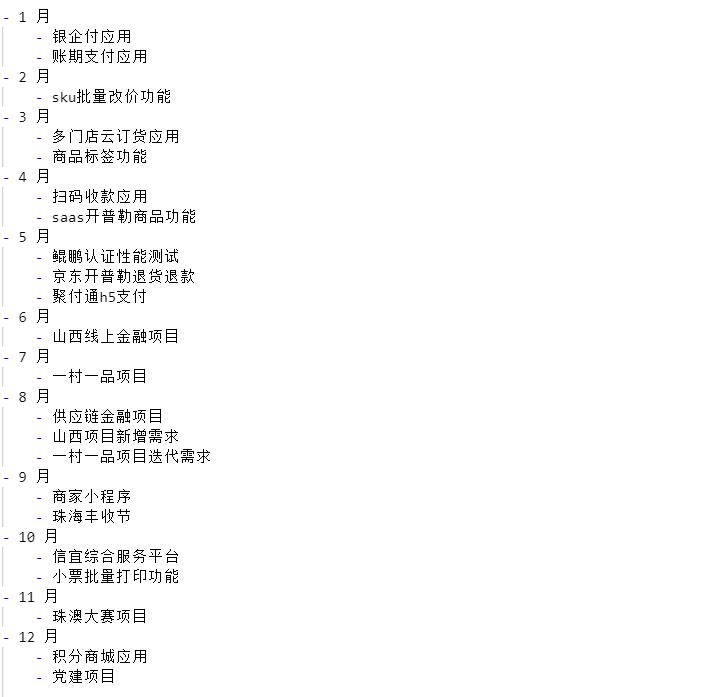 - 1 月
- 银企付应用
- 账期支付应用
- 2 月
- sku批量改价功能
- 3 月
- 多门店云订货应用
- 商品标签功能
- 4 月
- 扫码收款应用
- saas开普勒商品功能
- 5 月
- 鲲鹏认证性能测试
- 京东开普勒退货退款
- 聚付通h5支付
- 6 月
- 山西线上金融项目
- 7 月
- 一村一品项目
- 8 月
- 供应链金融项目
- 山西项目新增需求
- 一村一品项目迭代需求
- 9 月
- 商家小程序
- 珠海丰收节
- 10 月
- 信宜综合服务平台
- 小票批量打印功能
- 11 月
- 珠澳大赛项目
- 12 月
- 积分商城应用
- 党建项目